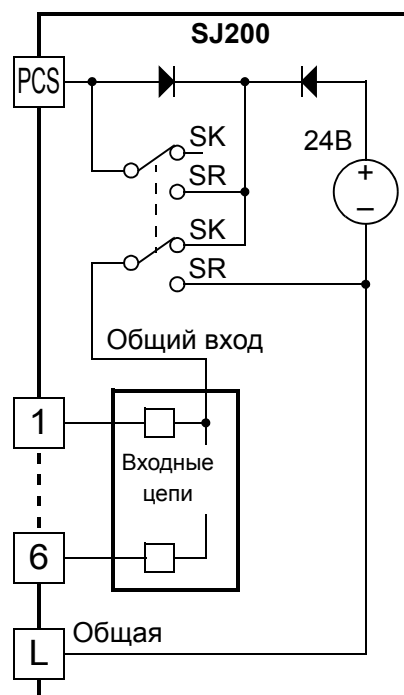 SJ200
PCS
SK
24В
SR
+
–
SK
SR
Общий вход
1
Входные
цепи
6
Общая
L